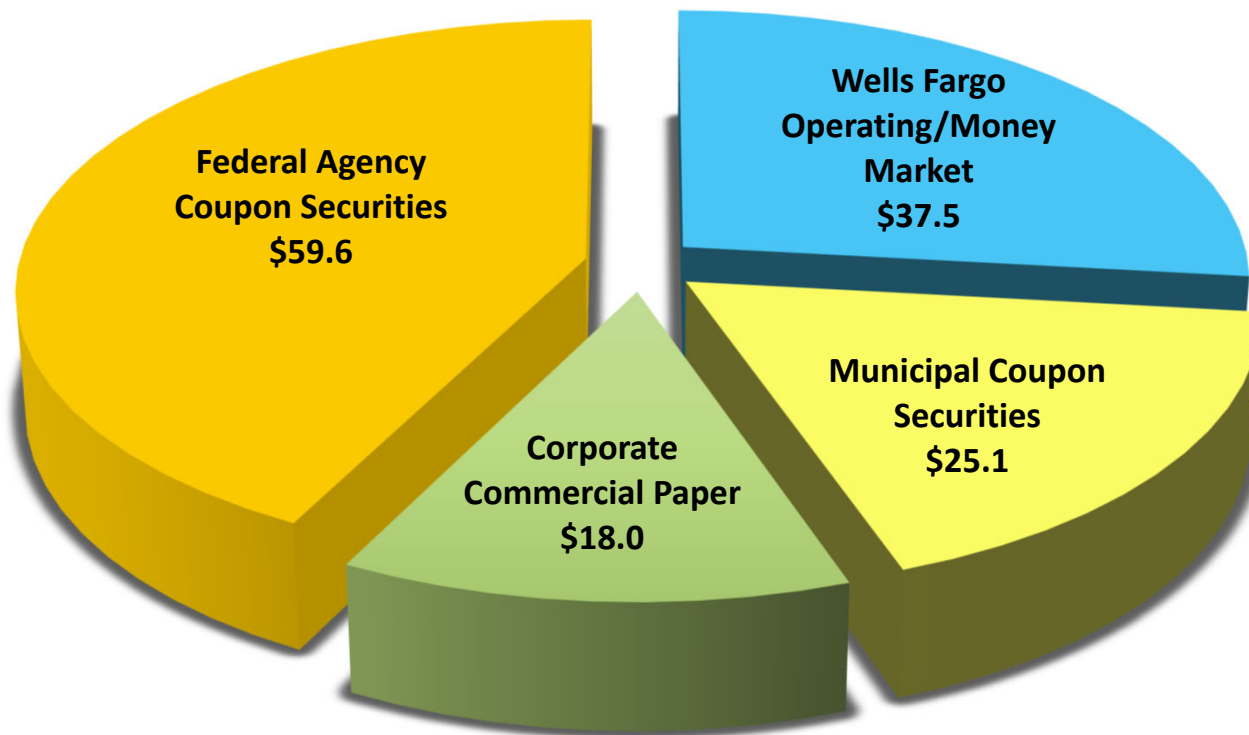 Wells Fargo
Operating/Money
Market
$37.5
Federal Agency
Coupon Securities
$59.6
Municipal Coupon
Securities
$25.1
Corporate
Commercial Paper
$18.0